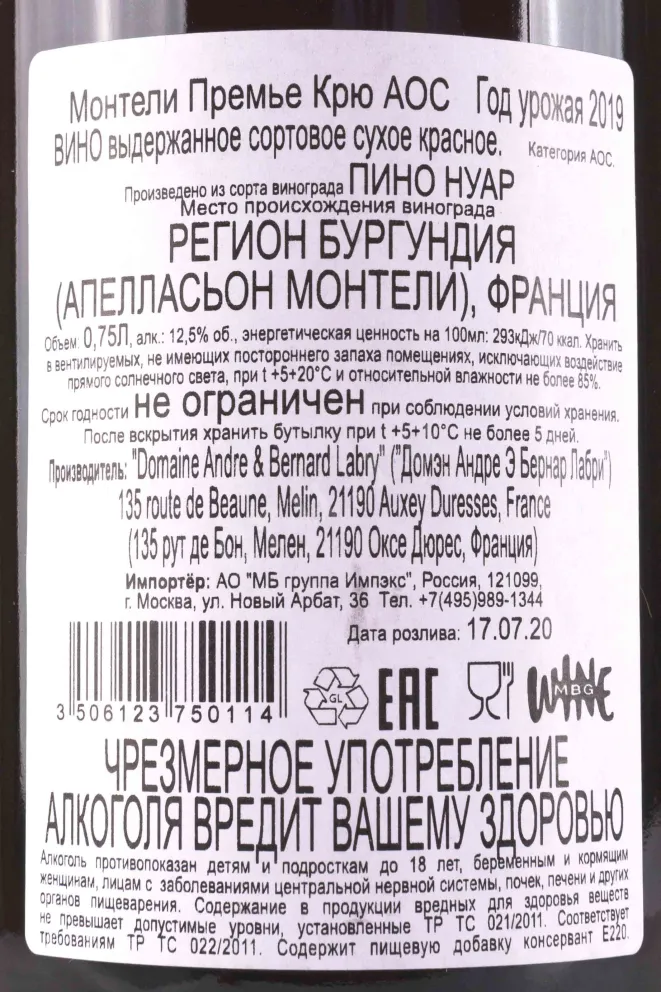 Монтели Премье Крю АОС Год урожая 2019
ВИНО выдержанное сортовое сухое красное. Категория АОС.
Произведено из сорта винограда ПИНО НУАР
Место происхождения винограда
РЕГИОН БУРГУНДИЯ
(АПЕЛЛАСЬОН МОНТЕЛИ), ФРАНЦИЯ
Объем: 0,75Л, алк.: 12,5% об., энергетическая ценность на 100мл: 293кДж/70 ккал. Хранить
в вентилируемых, не имеющих постороннего запаха помещениях, исключающих воздействие
прямого солнечного света, при t +5+20°C и относительной влажности не более 85%.
Срок годности не ограничен при соблюдении условий хранения.
После вскрытия хранить бутылку при t +5+10°C не более 5 дней.
Производитель: "Domaine Andre & Bernard Labry" ("Домэн Андре Э Бернар Лабри")
135 route de Beaune, Melin, 21190 Auxey Duresses, France
(135 рут де Бон, Мелен, 21190 Оксе Дюрес, Франция)
Импортёр: АО "МБ группа Импэкс", Россия, 121099,
г. Москва, ул. Новый Арбат, 36 Тел. +7(495)989-1344
Дата розлива: 17.07.20
3 506123 750114
GL
EAC
WINE
MBG
ЧРЕЗМЕРНОЕ УПОТРЕБЛЕНИЕ
АЛКОГОЛЯ ВРЕДИТ ВАШЕМУ ЗДОРОВЬЮ
Алкоголь противопоказан детям и подросткам до 18 лет, беременным и кормящим
женщинам, лицам с заболеваниями центральной нервной системы, почек, печени и других
органов пищеварения. Содержание в продукции вредных для здоровья веществ
не превышает допустимые уровни, установленные ТР ТС 021/2011. Соответствует
требованиям ТР ТС 022/2011. Содержит пищевую добавку консервант Е220.